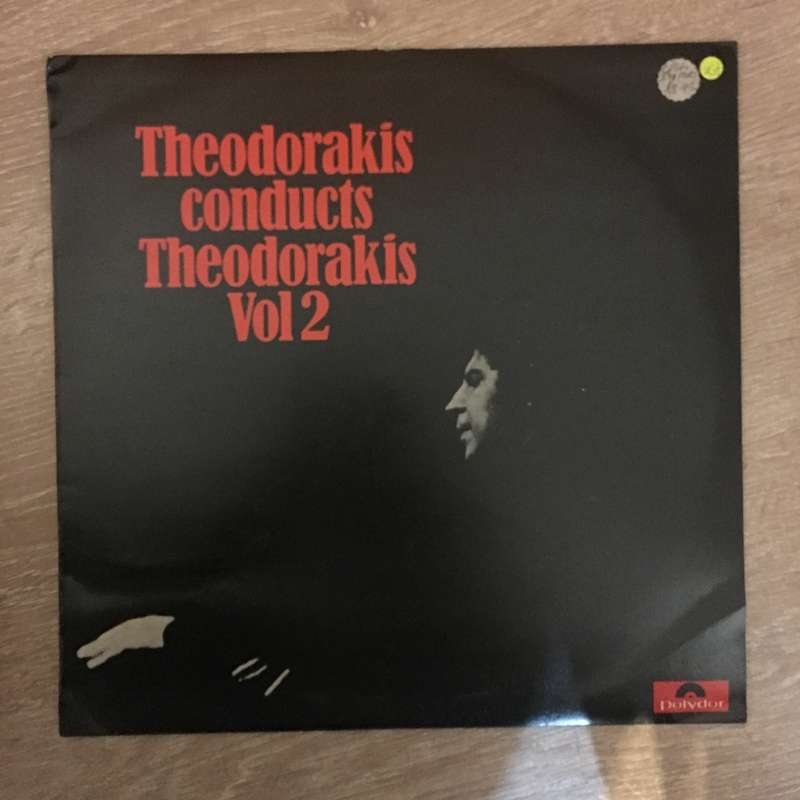 Theodorakis
conducts
Theodorakis
Vol 2
Polydor